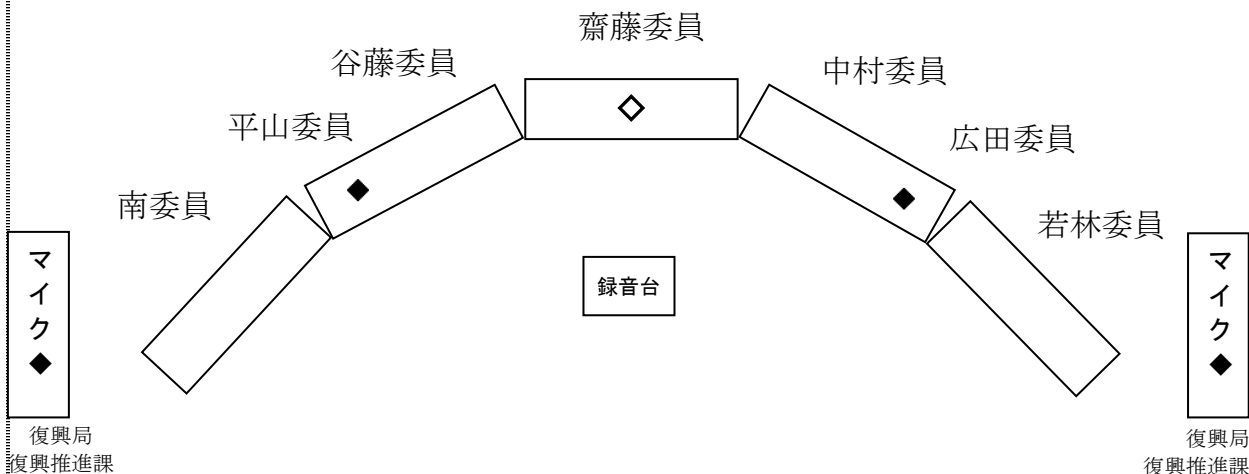 齋藤委員
谷藤委員
中村委員
平山委員
広田委員
南委員
若林委員
マイク◆
録音台
マイク◆
復興局
復興推進課
復興局
復興推進課